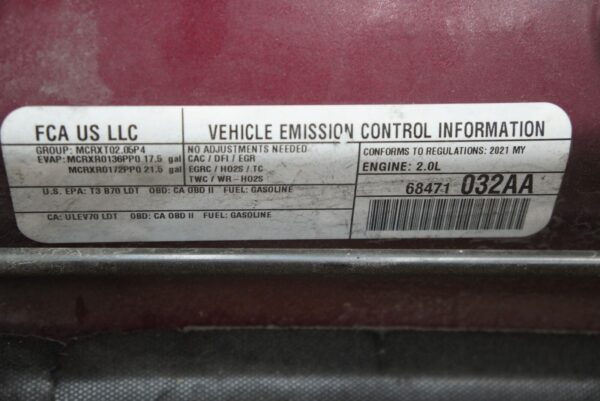 FCA US LLC
VEHICLE EMISSION CONTROL INFORMATION
GROUP: MCRXT02.05P4
EVAP: MCRXR0136PP0 17.5 gal
MCRXR0172PP0 21.5 gal
NO ADJUSTMENTS NEEDED
CAC / DFI / EGR
EGRC / HO2S / TC
TWC / WR-HO2S
CONFORMS TO REGULATIONS: 2021 MY
ENGINE: 2.0L
68471 032AA
U.S. EPA: T3 B70 LDT OBD: CA OBD II FUEL: GASOLINE
CA: ULEV70 LDT OBD: CA OBD II FUEL: GASOLINE